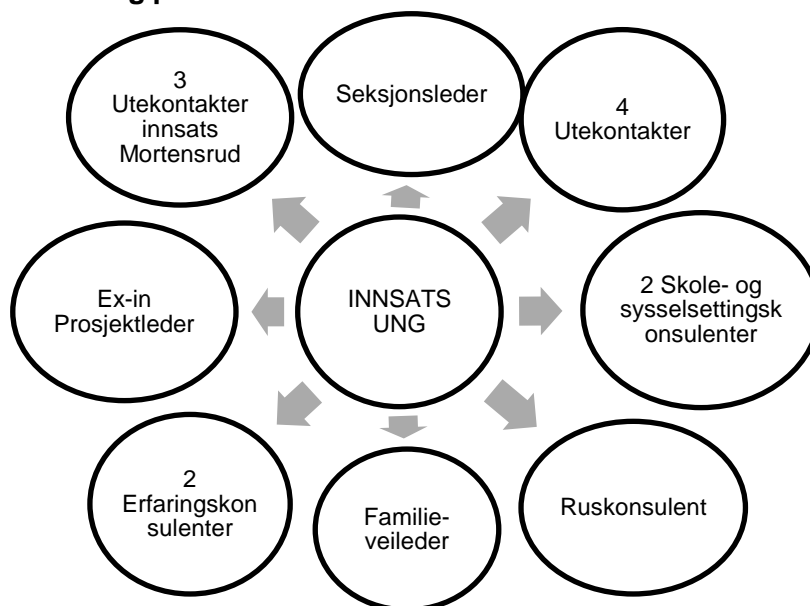 3
Utekontakter
innsats
Mortensrud
Seksjonsleder
4
Utekontakter
Ex-in
Prosjektleder
INNSATS
UNG
2 Skole- og
sysselsettingsk
onsulenter
2
Erfaringskon
sulenter
Familie-
veileder
Ruskonsulent